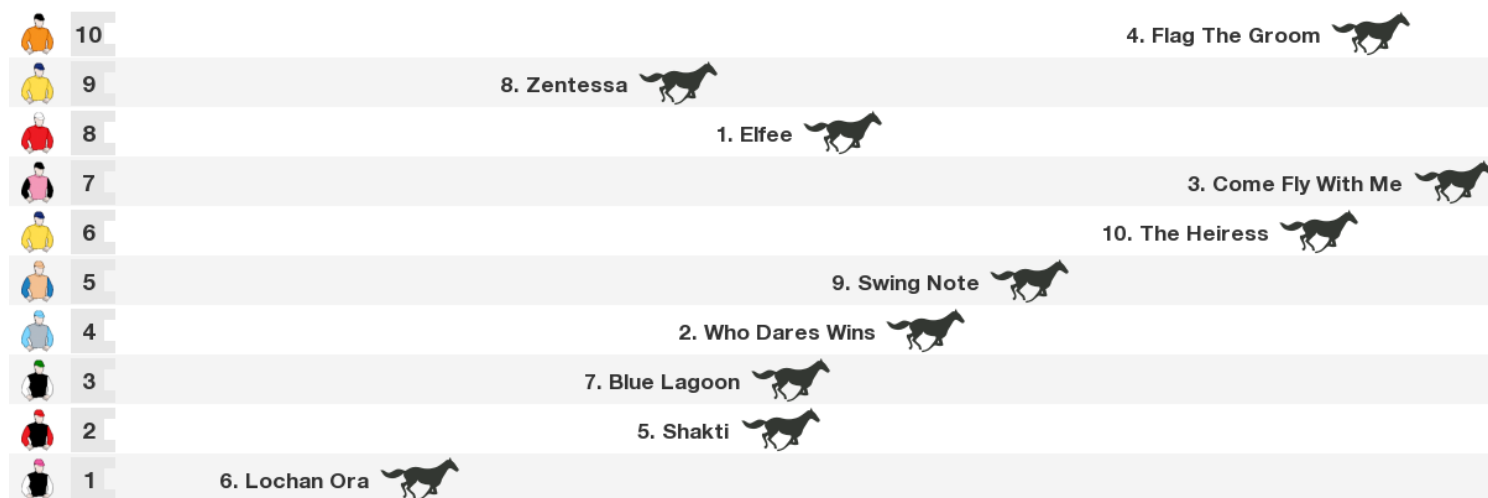 10 4. Flag The Groom
9 8. Zentessa
8 1. Elfee
7 3. Come Fly With Me
6 10. The Heiress
5 9. Swing Note
4 2. Who Dares Wins
3 7. Blue Lagoon
2 5. Shakti
1 6. Lochan Ora